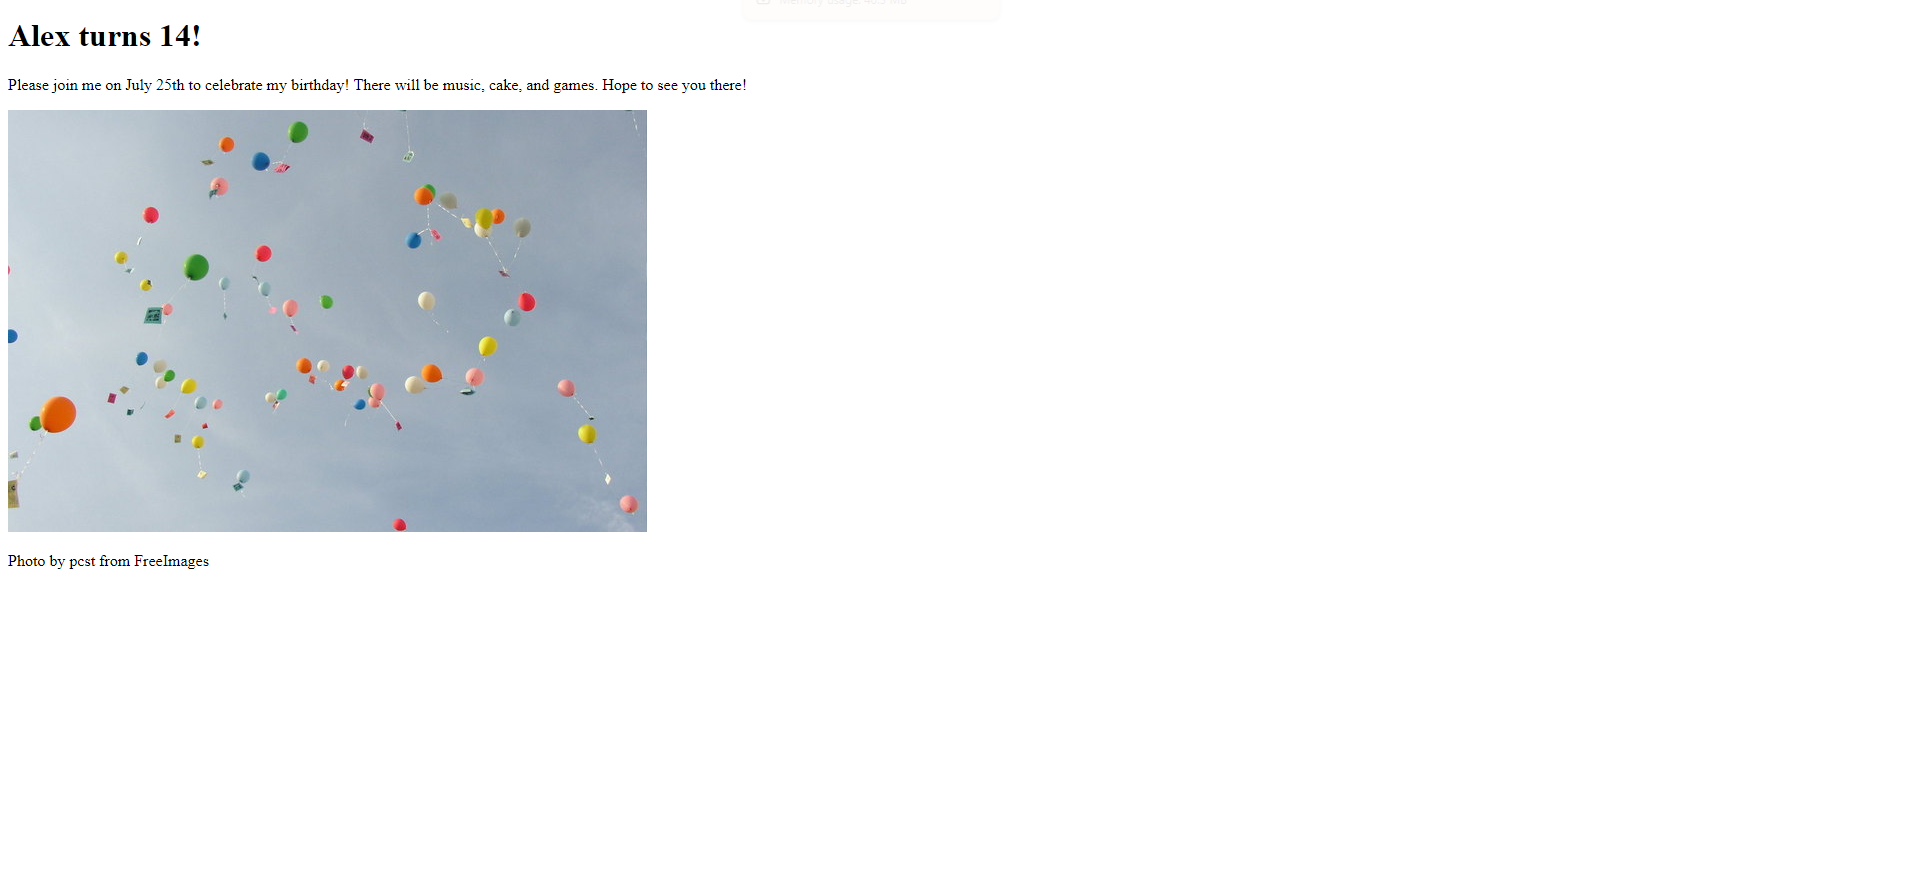 Alex turns 14!
Please join me on July 25th to celebrate my birthday! There will be music, cake, and games. Hope to see you there!
Photo by pcst from FreeImages